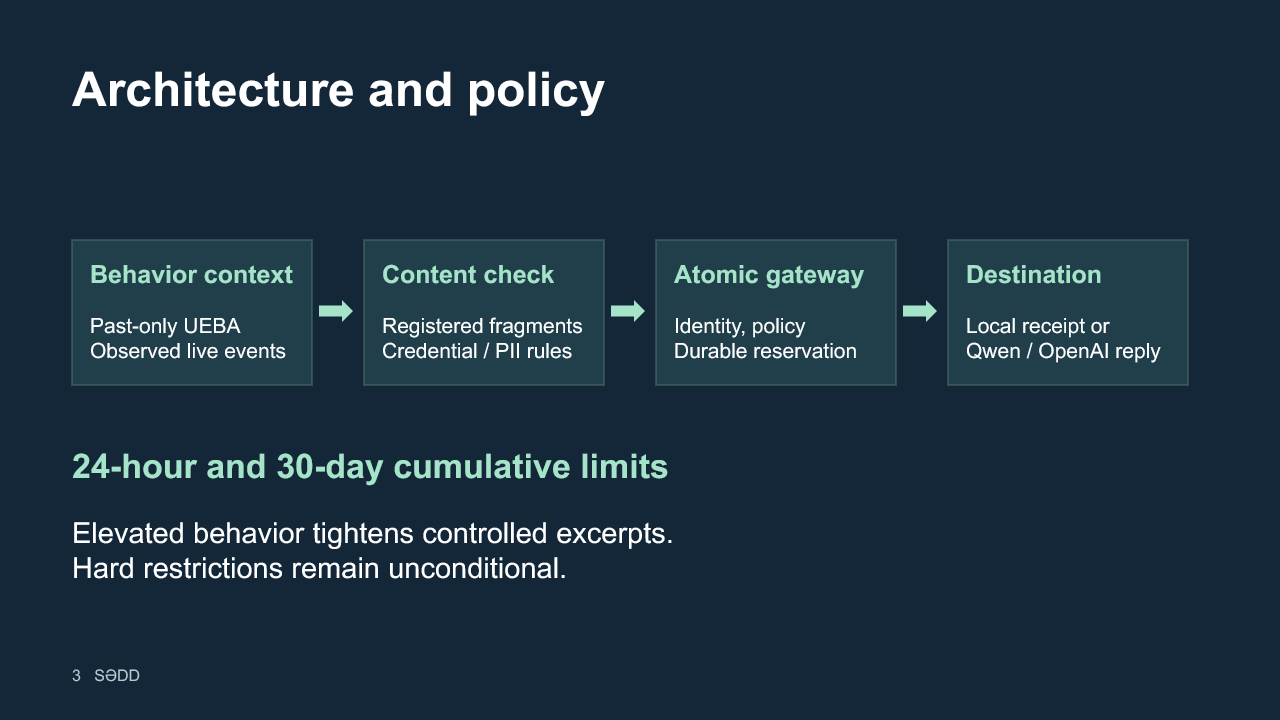 Architecture and policy
Behavior context
Past-only UEBA
Observed live events
Content check
Registered fragments
Credential / PII rules
Atomic gateway
Identity, policy
Durable reservation
Destination
Local receipt or
Qwen / OpenAI reply
24-hour and 30-day cumulative limits
Elevated behavior tightens controlled excerpts.
Hard restrictions remain unconditional.
3 SƏDD